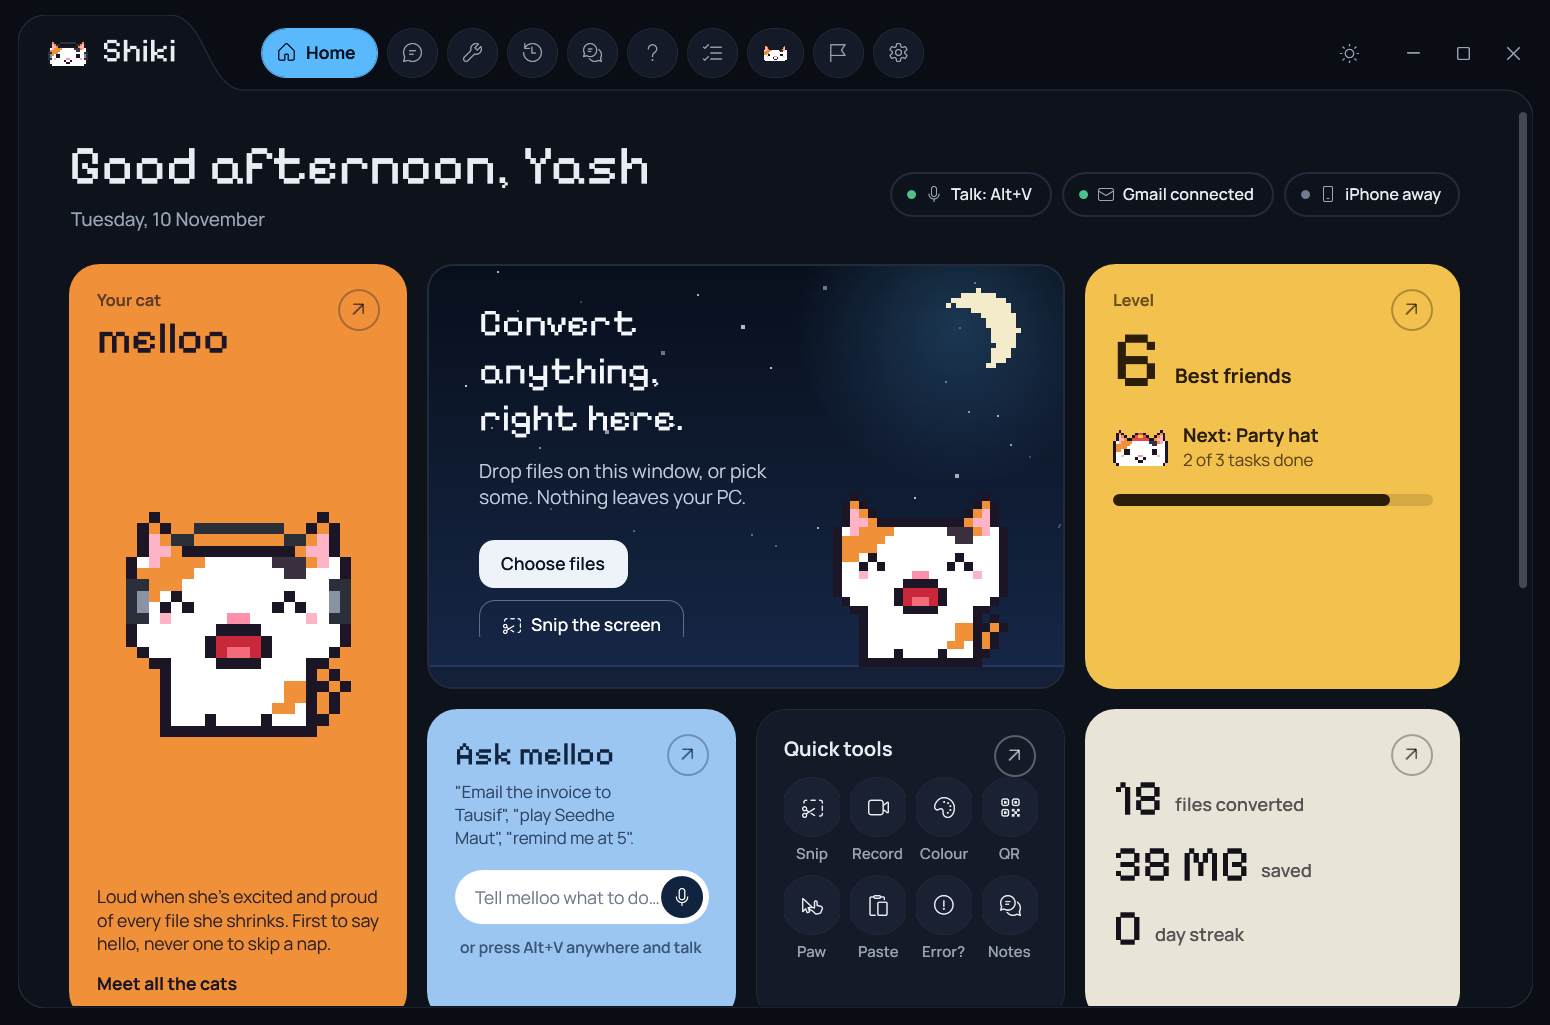 Shiki
Home
Good afternoon, Yash
Tuesday, 10 November
Talk: Alt+V
Gmail connected
iPhone away
Your cat
melloo
Loud when she's excited and proud
of every file she shrinks. First to say
hello, never one to skip a nap.
Meet all the cats
Convert
anything,
right here.
Drop files on this window, or pick
some. Nothing leaves your PC.
Choose files
Snip the screen
Level
6 Best friends
Next: Party hat
2 of 3 tasks done
Ask melloo
"Email the invoice to
Tausif", "play Seedhe
Maut", "remind me at 5".
Tell melloo what to do...
or press Alt+V anywhere and talk
Quick tools
Snip Record Colour QR
Paw Paste Error? Notes
18 files converted
38 MB saved
0 day streak